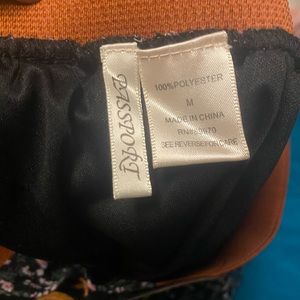 PASSPORT
100%POLYESTER
M
MADE IN CHINA
SEE REVERSE FOR CARE